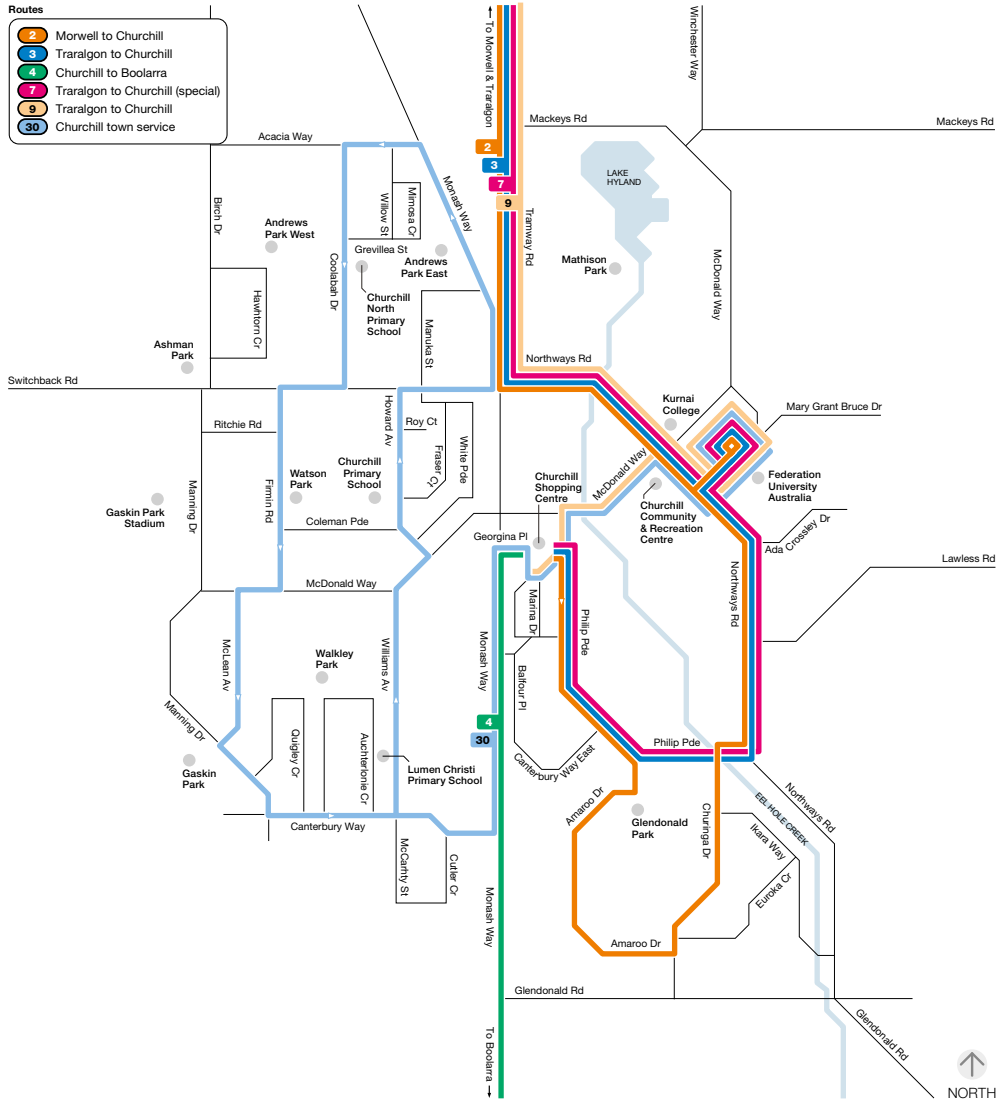 Routes
2 Morwell to Churchill
3 Traralgon to Churchill
4 Churchill to Boolarra
7 Traralgon to Churchill (special)
9 Traralgon to Churchill
30 Churchill town service
To Morwell & Traralgon
Winchester Way
Mackeys Rd
Mackeys Rd
Acacia Way
2
3
7
9
LAKE
HYLAND
Birch Dr
Willow St
Mimosa Cr
Monash Way
Tramway Rd
Andrews
Park West
Grevillea St
Andrews
Park East
Mathison
Park
McDonald Way
Coolabah Dr
Hawhtorn Cr
Churchill
North
Primary
School
Manuka St
Ashman
Park
Northways Rd
Switchback Rd
Kurnai
College
Mary Grant Bruce Dr
Ritchie Rd
Howard Av
Roy Ct
Fraser Ct
White Pde
McDonald Way
Watson
Park
Churchill
Primary
School
Churchill
Shopping
Centre
Federation
University
Australia
Gaskin Park
Stadium
Manning Dr
Firmin Rd
Churchill
Community
& Recreation
Centre
Coleman Pde
Georgina Pl
Ada Crossley Dr
Lawless Rd
McDonald Way
Marina Dr
Philip Pde
Northways Rd
McLean Av
Walkley
Park
Williams Av
Monash Way
Balfour Pl
Manning Dr
Quigley Cr
Auchterlonie Cr
4
30
Philip Pde
Canterbury Way East
Gaskin
Park
Lumen Christi
Primary School
Amaroo Dr
Glendonald
Park
Churinga Dr
EEL HOLE CREEK
Northways Rd
Ikara Way
Canterbury Way
McCarhty St
Cutler Cr
Euroka Cr
Monash Way
Amaroo Dr
Glendonald Rd
Glendonald Rd
To Boolarra
NORTH